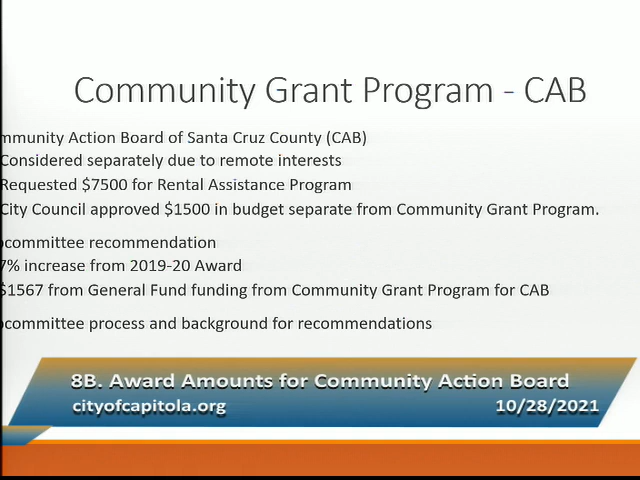 Community Grant Program - CAB
mmunity Action Board of Santa Cruz County (CAB)
Considered separately due to remote interests
Requested $7500 for Rental Assistance Program
City Council approved $1500 in budget separate from Community Grant Program.
committee recommendation
7% increase from 2019-20 Award
$1567 from General Fund funding from Community Grant Program for CAB
committee process and background for recommendations
8B. Award Amounts for Community Action Board
cityofcapitola.org 10/28/2021